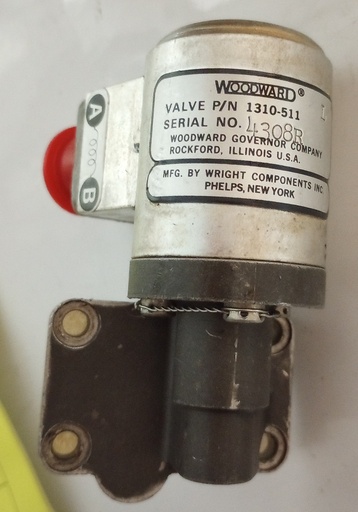 WOODWARD®
VALVE P/N 1310-511 L
SERIAL NO. 4308R
WOODWARD GOVERNOR COMPANY
ROCKFORD, ILLINOIS U.S.A.
MFG. BY WRIGHT COMPONENTS INC.
PHELPS, NEW YORK
A
000
B